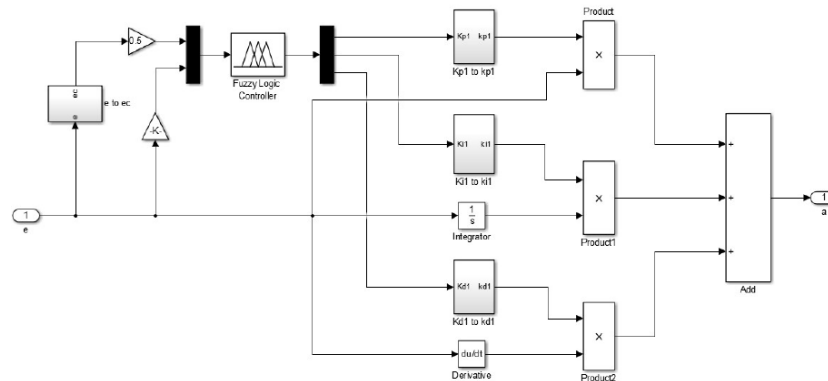 Product
0.5
Kp1 kp1
×
Fuzzy Logic
Controller
Kp1 to kp1
e to ec
-K-
Ki1 ki1
+
Ki1 to ki1
1
e
1
s
×
+
1
a
Integrator
Product1
+
Kd1 kd1
Add
Kd1 to kd1
×
du/dt
Derivative
Product2